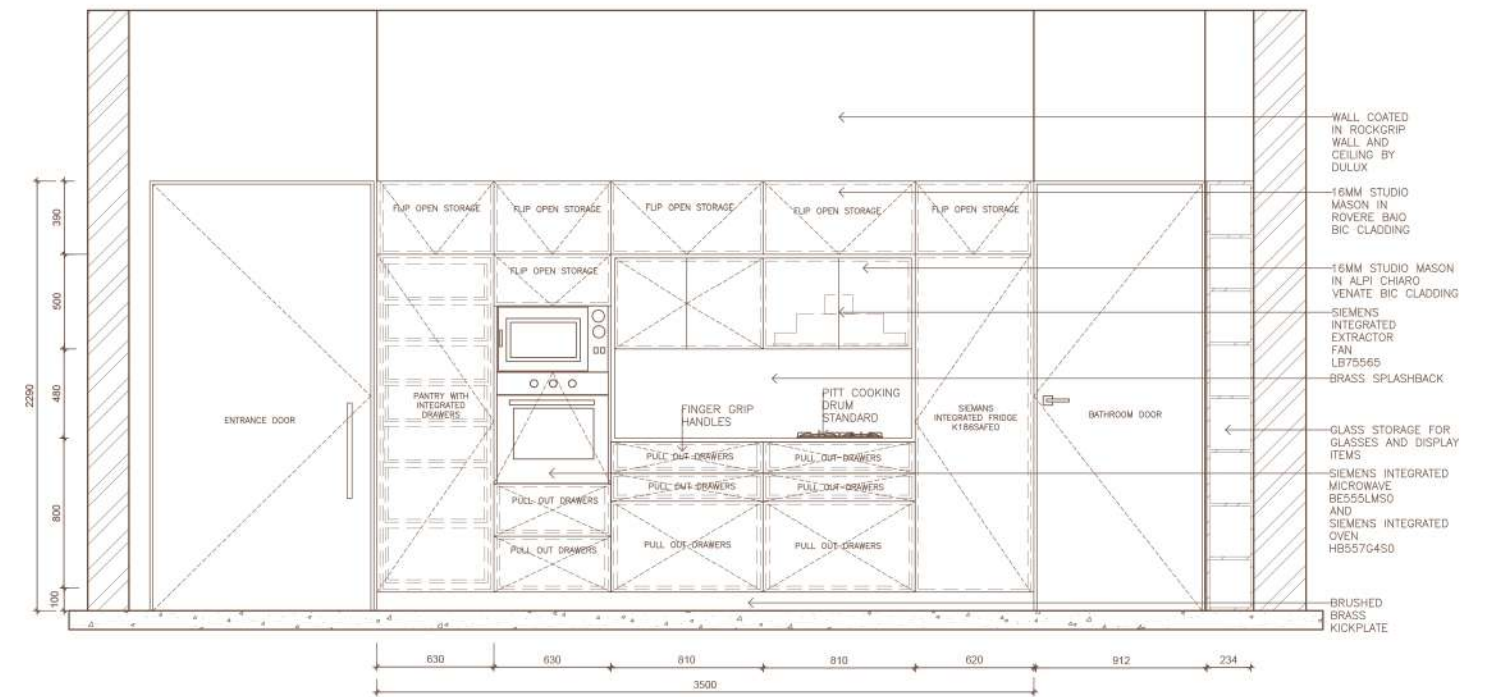 WALL COATED
IN ROCKGRIP
WALL AND
CEILING BY
DULUX
16MM STUDIO
MASON IN
ROVERE BAIO
BIC CLADDING
16MM STUDIO MASON
IN ALPI CHIARO
VENATE BIC CLADDING
SIEMENS
INTEGRATED
EXTRACTOR
FAN
LB75565
BRASS SPLASHBACK
GLASS STORAGE FOR
GLASSES AND DISPLAY
ITEMS
SIEMENS INTEGRATED
MICROWAVE
BE555LMS0
AND
SIEMENS INTEGRATED
OVEN
HB557G4S0
BRUSHED
BRASS
KICKPLATE
FLIP OPEN STORAGE
FLIP OPEN STORAGE
FLIP OPEN STORAGE
FLIP OPEN STORAGE
FLIP OPEN STORAGE
FLIP OPEN STORAGE
ENTRANCE DOOR
PANTRY WITH
INTEGRATED
DRAWERS
FINGER GRIP
HANDLES
PITT COOKING
DRUM
STANDARD
SIEMANS
INTEGRATED FRIDGE
K186SAFE0
BATHROOM DOOR
PULL OUT DRAWERS
PULL OUT DRAWERS
PULL OUT DRAWERS
PULL OUT DRAWERS
PULL OUT DRAWERS
PULL OUT DRAWERS
PULL OUT DRAWERS
PULL OUT DRAWERS
2290
390
500
480
800
100
630
630
810
810
620
912
234
3500